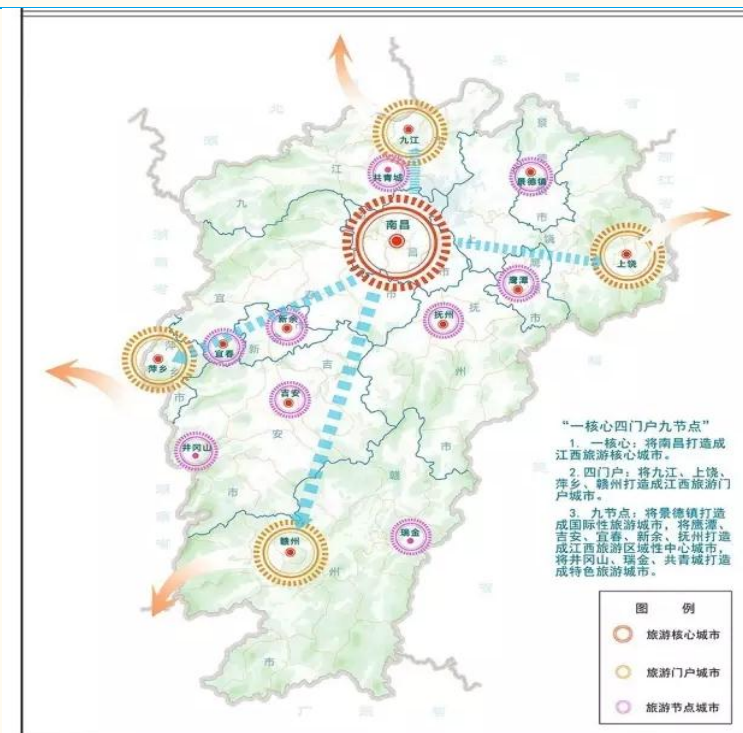 九江
共青城
景德镇
南昌
上饶
鹰潭
抚州
新余
宜春
萍乡
吉安
井冈山
赣州
瑞金
“一核心四门户九节点”
1. 一核心：将南昌打造成
江西旅游核心城市。
2.四门户：将九江、上饶、
萍乡、赣州打造成江西旅游门
户城市。
3. 九节点：将景德镇打造
成国际性旅游城市，将鹰潭、
吉安、宜春、新余、抚州打造
成江西旅游区域性中心城市，
将井冈山、瑞金、共青城打造
成特色旅游城市。
图 例
旅游核心城市
旅游门户城市
旅游节点城市